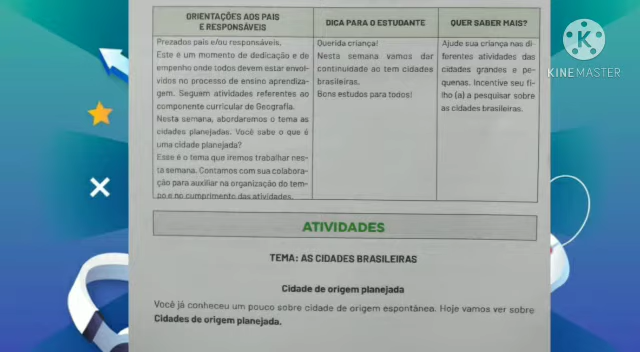 ORIENTAÇÕES AOS PAIS
E RESPONSÁVEIS
Prezados pais e/ou responsáveis,
Este é um momento de dedicação e de
empenho onde todos devem estar envol-
vidos no processo de ensino aprendiza-
gem. Seguem atividades referentes ao
componente curricular de Geografia.
Nesta semana, abordaremos o tema as
cidades planejadas. Você sabe o que é
uma cidade planejada?
Esse é o tema que iremos trabalhar nes-
ta semana. Contamos com sua colabora-
ção para auxiliar na organização do tem-
po e no cumprimento das atividades.
DICA PARA O ESTUDANTE
Querida criança!
Nesta semana vamos dar
continuidade ao tem cidades
brasileiras.
Bons estudos para todos!
QUER SABER MAIS?
Ajude sua criança nas di-
ferentes atividades das
cidades grandes e pe-
quenas. Incentive seu fi-
lho (a) a pesquisar sobre
as cidades brasileiras.
KINEMASTER
ATIVIDADES
TEMA: AS CIDADES BRASILEIRAS
Cidade de origem planejada
Você já conheceu um pouco sobre cidade de origem espontânea. Hoje vamos ver sobre
Cidades de origem planejada.